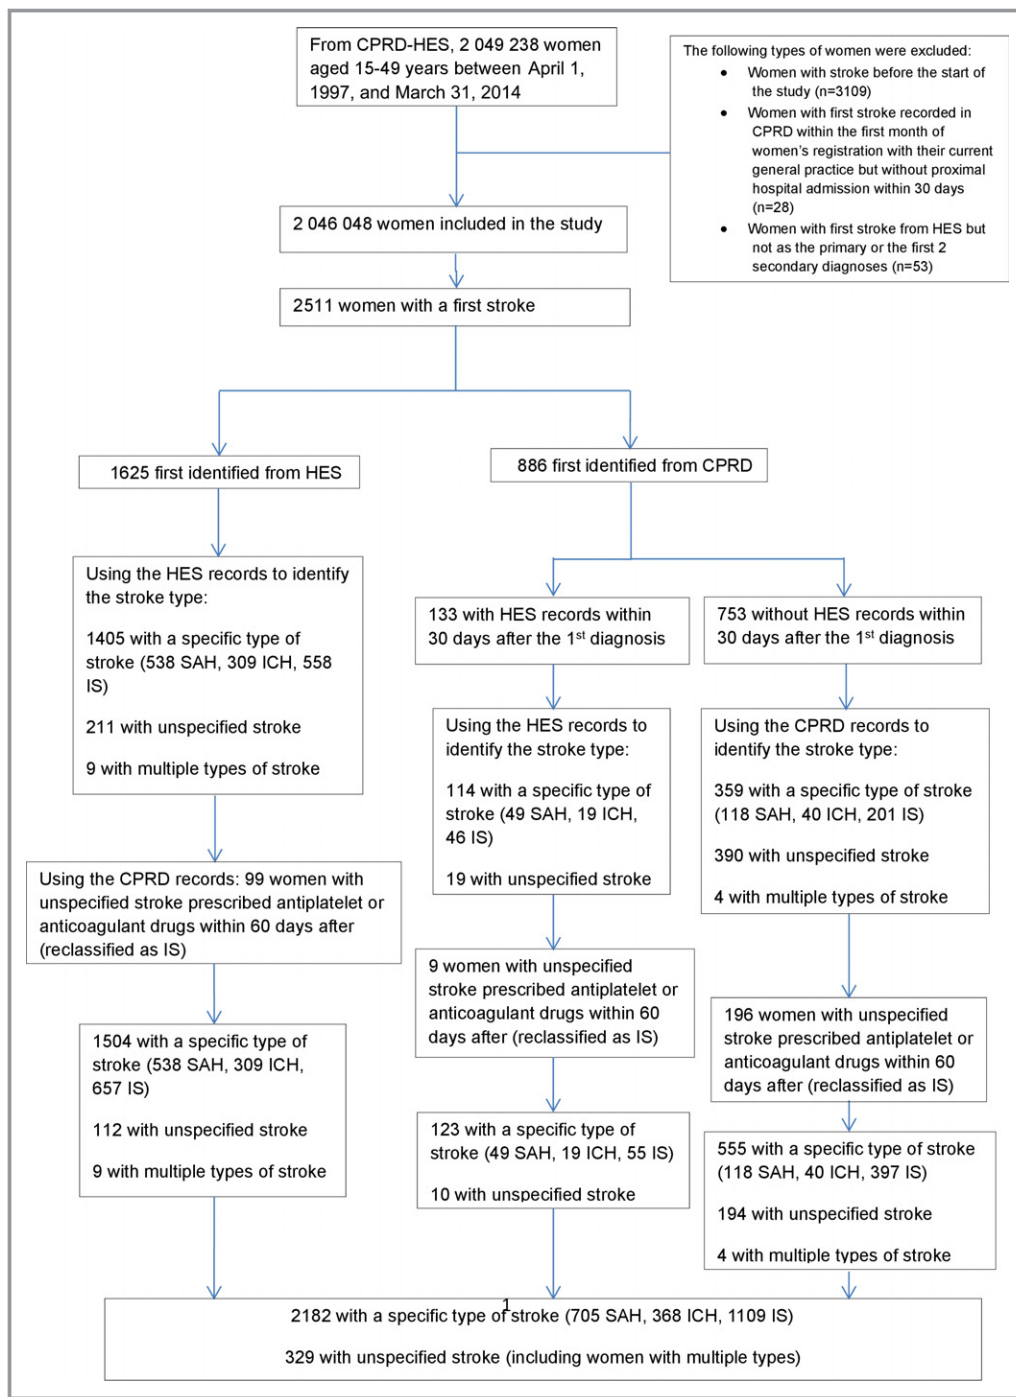 From CPRD-HES, 2 049 238 women
aged 15-49 years between April 1,
1997, and March 31, 2014
The following types of women were excluded:
• Women with stroke before the start of
the study (n=3109)
• Women with first stroke recorded in
CPRD within the first month of
women's registration with their current
general practice but without proximal
hospital admission within 30 days
(n=28)
• Women with first stroke from HES but
not as the primary or the first 2
secondary diagnoses (n=53)
2 046 048 women included in the study
2511 women with a first stroke
1625 first identified from HES
886 first identified from CPRD
Using the HES records to identify
the stroke type:
1405 with a specific type of
stroke (538 SAH, 309 ICH, 558
IS)
211 with unspecified stroke
9 with multiple types of stroke
133 with HES records within
30 days after the 1st diagnosis
753 without HES records within
30 days after the 1st diagnosis
Using the HES records to
identify the stroke type:
114 with a specific type of
stroke (49 SAH, 19 ICH,
46 IS)
19 with unspecified stroke
Using the CPRD records to
identify the stroke type:
359 with a specific type of stroke
(118 SAH, 40 ICH, 201 IS)
390 with unspecified stroke
4 with multiple types of stroke
Using the CPRD records: 99 women with
unspecified stroke prescribed antiplatelet or
anticoagulant drugs within 60 days after
(reclassified as IS)
9 women with unspecified
stroke prescribed antiplatelet or
anticoagulant drugs within 60
days after (reclassified as IS)
196 women with unspecified
stroke prescribed antiplatelet or
anticoagulant drugs within 60
days after (reclassified as IS)
1504 with a specific type of
stroke (538 SAH, 309 ICH,
657 IS)
112 with unspecified stroke
9 with multiple types of stroke
123 with a specific type of
stroke (49 SAH, 19 ICH, 55 IS)
10 with unspecified stroke
555 with a specific type of stroke
(118 SAH, 40 ICH, 397 IS)
194 with unspecified stroke
4 with multiple types of stroke
1
2182 with a specific type of stroke (705 SAH, 368 ICH, 1109 IS)
329 with unspecified stroke (including women with multiple types)